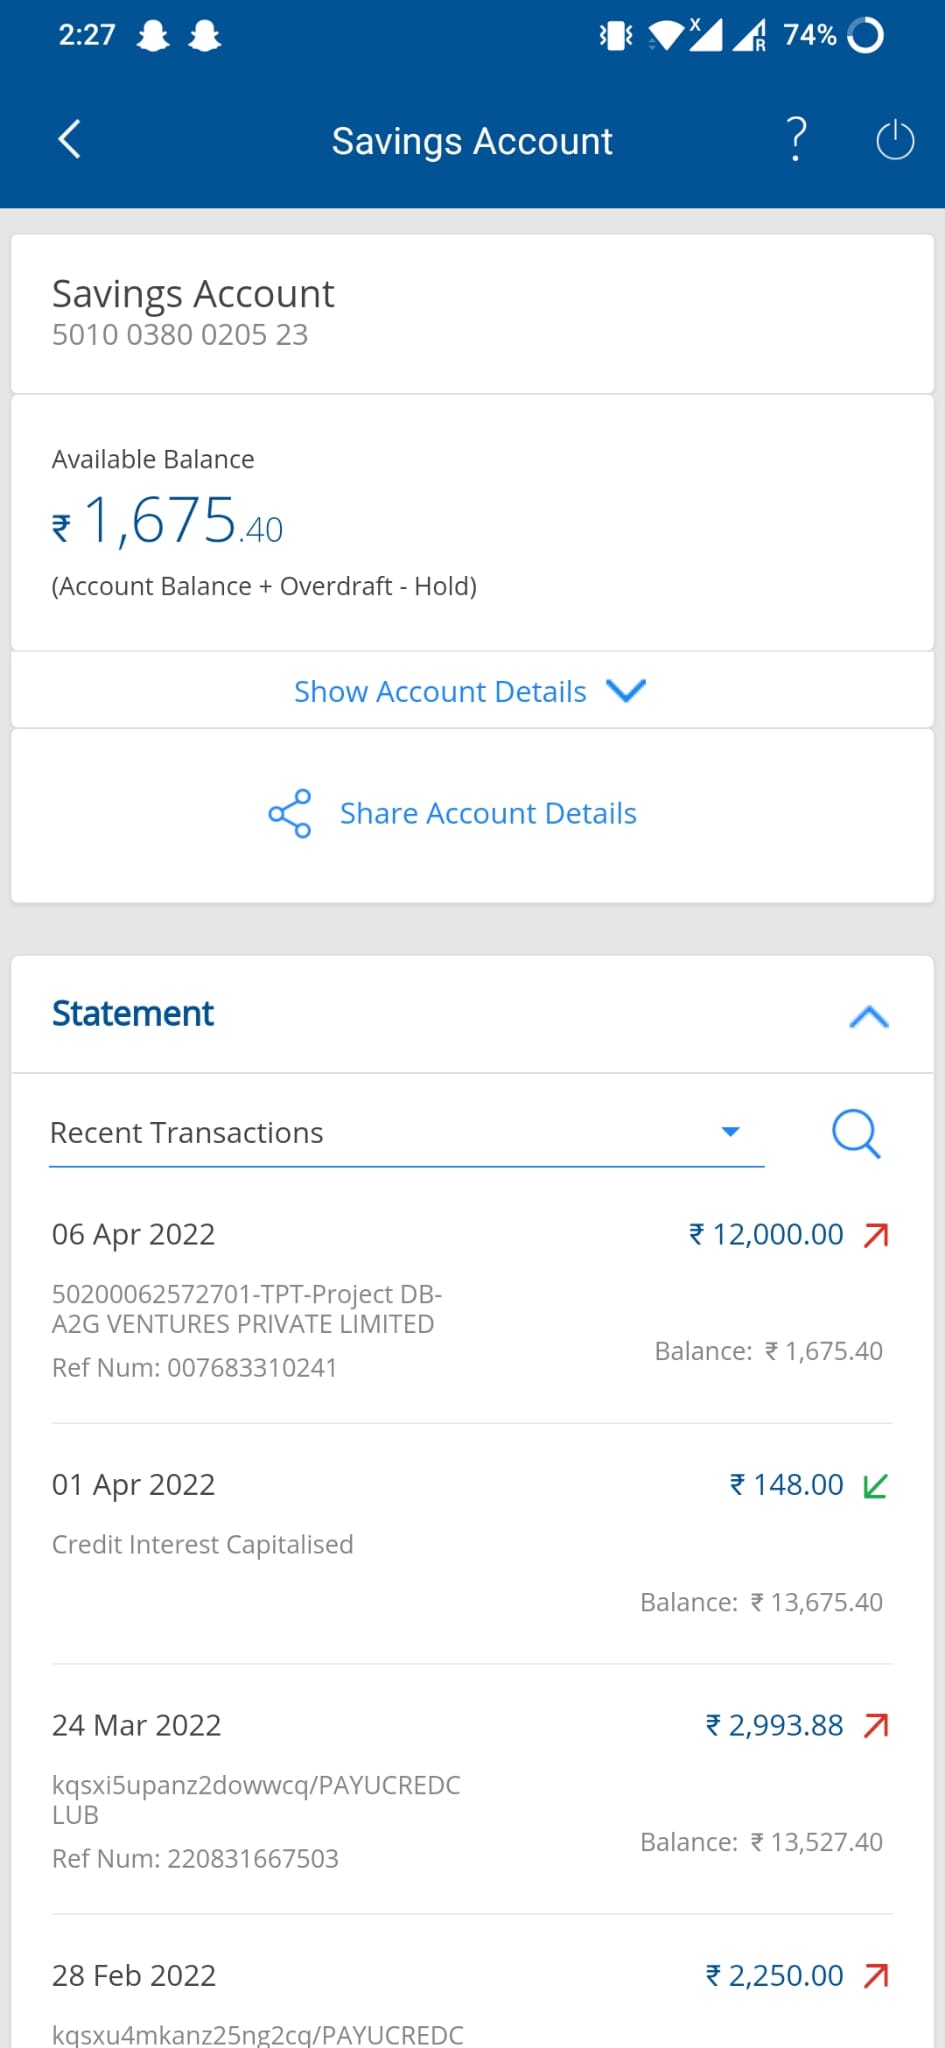 2:27
X
R
74%
Savings Account
?
Savings Account
5010 0380 0205 23
Available Balance
₹ 1,675.40
(Account Balance + Overdraft - Hold)
Show Account Details
Share Account Details
Statement
Recent Transactions
06 Apr 2022
₹ 12,000.00
50200062572701-TPT-Project DB-
A2G VENTURES PRIVATE LIMITED
Ref Num: 007683310241
Balance: ₹ 1,675.40
01 Apr 2022
₹ 148.00
Credit Interest Capitalised
Balance: ₹ 13,675.40
24 Mar 2022
₹ 2,993.88
kqsxi5upanz2dowwcq/PAYUCREDC
LUB
Ref Num: 220831667503
Balance: ₹ 13,527.40
28 Feb 2022
₹ 2,250.00
kqsxu4mkanz25ng2cq/PAYUCREDC